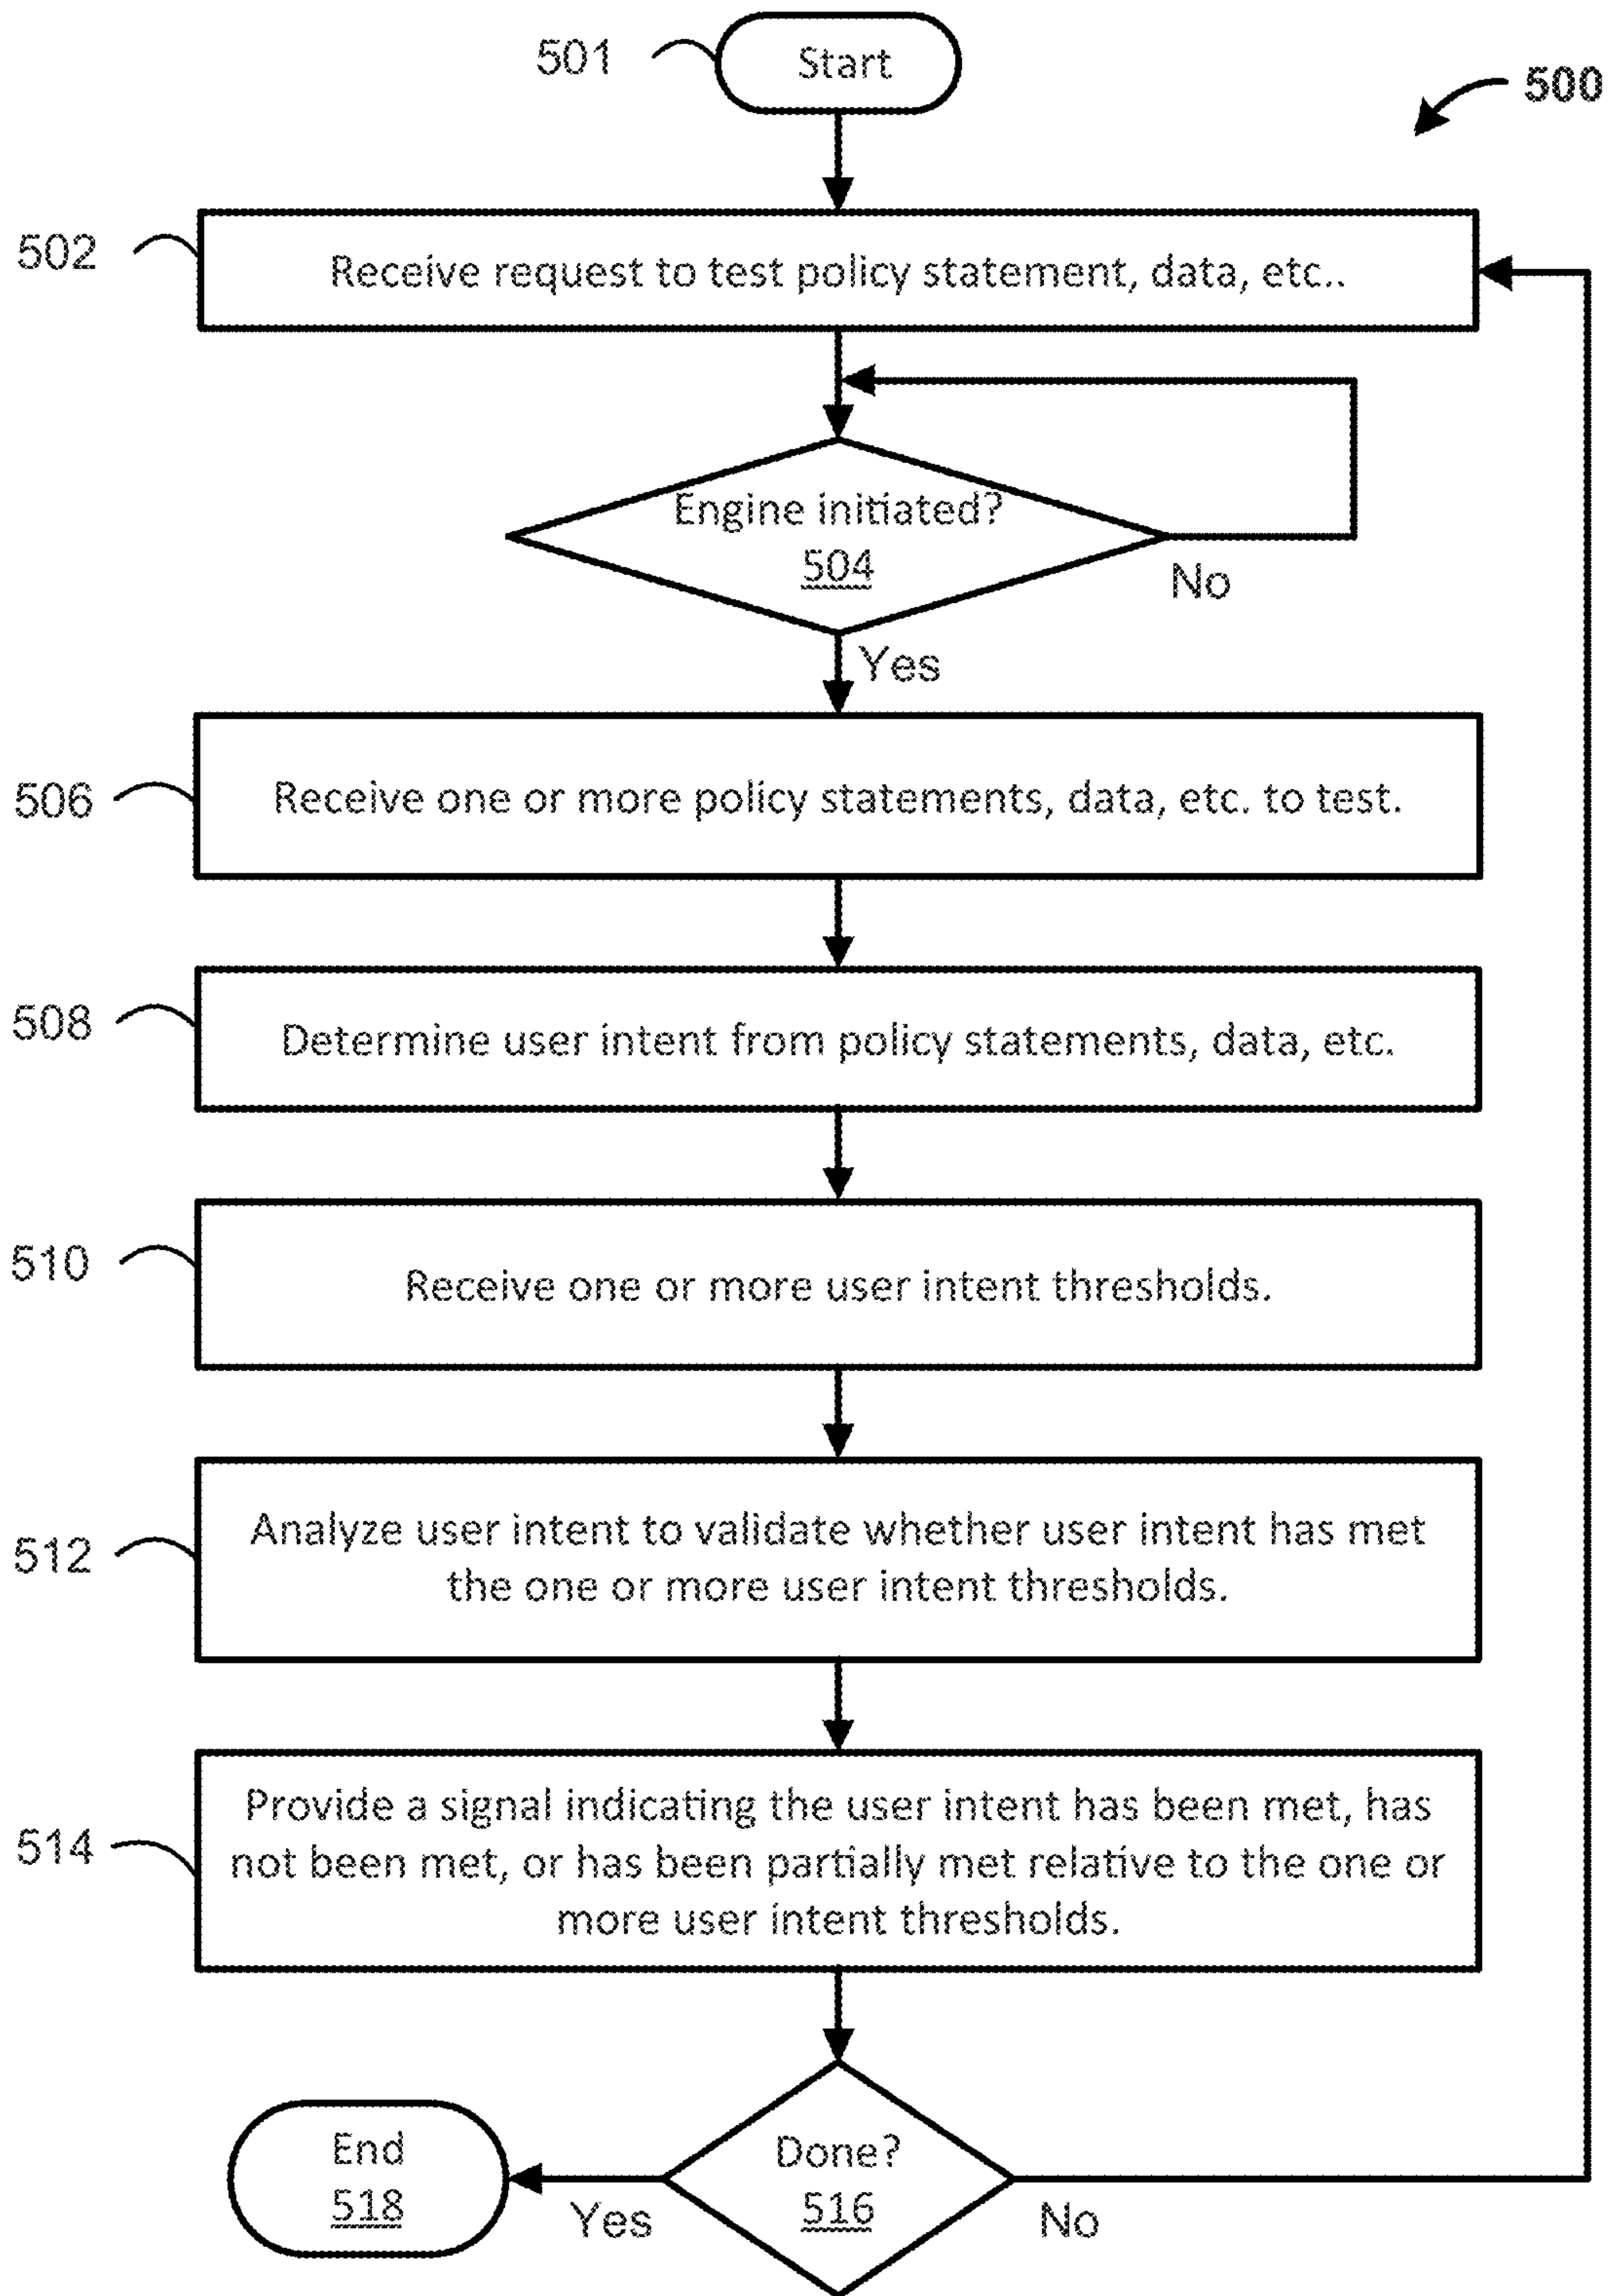 501
Start
500
502
Receive request to test policy statement, data, etc..
Engine initiated?
504
No
Yes
506
Receive one or more policy statements, data, etc. to test.
508
Determine user intent from policy statements, data, etc.
510
Receive one or more user intent thresholds.
512
Analyze user intent to validate whether user intent has met
the one or more user intent thresholds.
514
Provide a signal indicating the user intent has been met, has
not been met, or has been partially met relative to the one or
more user intent thresholds.
End
518
Yes
Done?
516
No